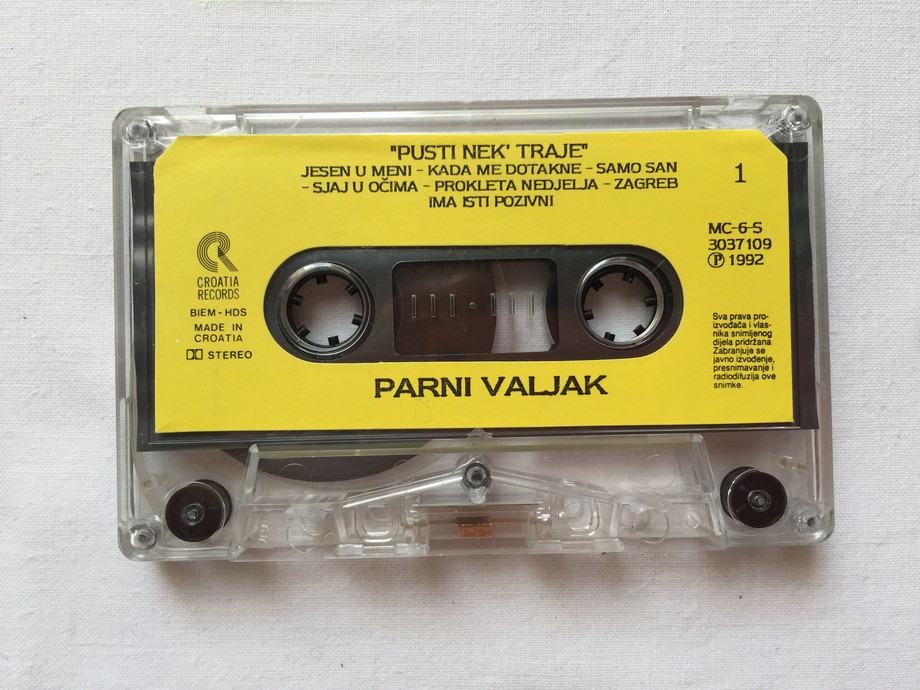 "PUSTI NEK' TRAJE"
JESEN U MENI - KADA ME DOTAKNE - SAMO SAN
- SJAJ U OČIMA - PROKLETA NEDJELJA - ZAGREB
IMA ISTI POZIVNI
1
MC-6-S
3037109
Ⓟ 1992
CROATIA
RECORDS
BIEM - HDS
MADE IN
CROATIA
STEREO
Sva prava pro-
izvođača i vlas-
nika snimljenog
dijela pridržana
Zabranjuje se
javno izvođenje,
presnimavanje i
radiodifuzija ove
snimke.
PARNI VALJAK